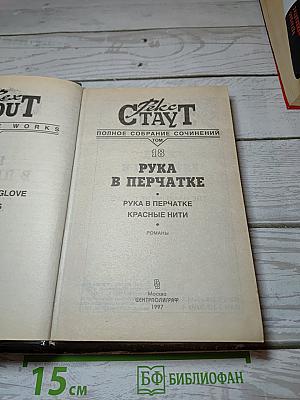 Рекс
СТАУТ
ПОЛНОЕ СОБРАНИЕ СОЧИНЕНИЙ
ТОМ
18
РУКА
В ПЕРЧАТКЕ
РУКА В ПЕРЧАТКЕ
КРАСНЫЕ НИТИ
РОМАНЫ
Москва
ЦЕНТРПОЛИГРАФ
1997
OUT
WORKS
GLOVE
S
15 см
БФ БИБЛИОФАН